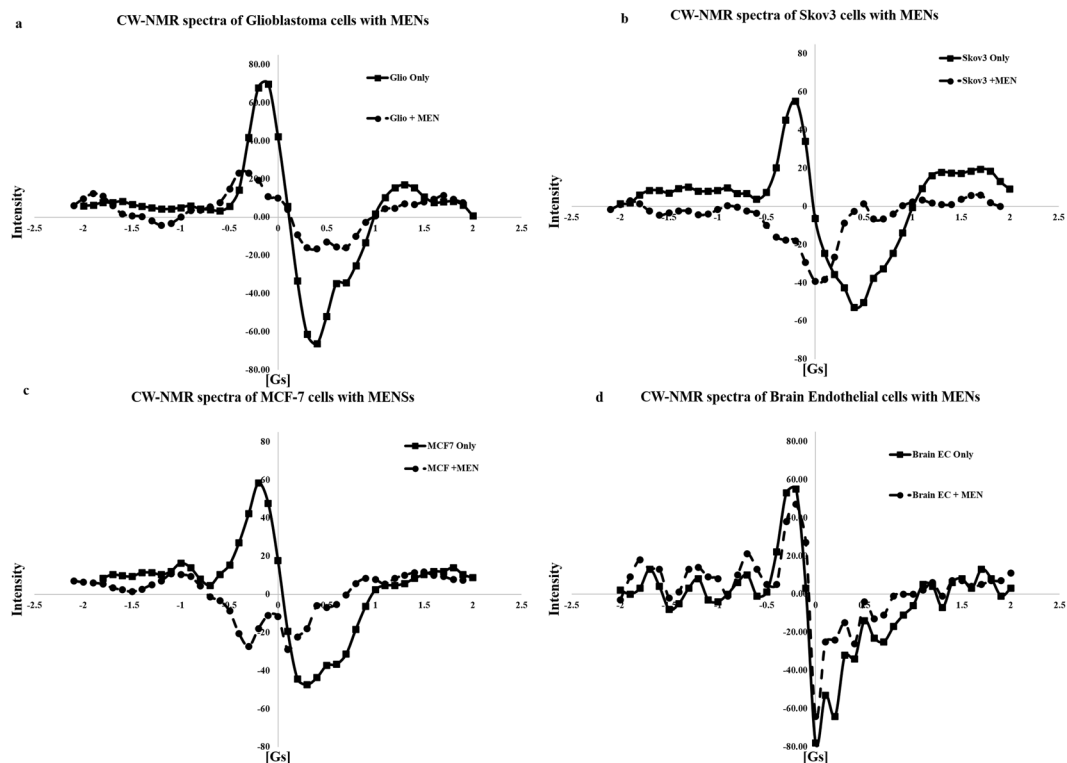 a
CW-NMR spectra of Glioblastoma cells with MENs
80.00
60.00
40.00
20.00
0.00
-20.00
-40.00
-60.00
-80.00
-2.5 -2 -1.5 -1 -0.5 0 0.5 1 1.5 2 2.5
Intensity
[Gs]
Glio Only
Glio + MEN
b
CW-NMR spectra of Skov3 cells with MENs
80
60
40
20
0
-20
-40
-60
-80
-2.5 -2 -1.5 -1 -0.5 0 0.5 1 1.5 2 2.5
Intensity
[Gs]
Skov3 Only
Skov3 +MEN
c
CW-NMR spectra of MCF-7 cells with MENSs
80
60
40
20
0
-20
-40
-60
-80
-2.5 -2 -1.5 -1 -0.5 0 0.5 1 1.5 2 2.5
Intensity
[Gs]
MCF7 Only
MCF +MEN
d
CW-NMR spectra of Brain Endothelial cells with MENs
80
60
40
20
0.00
-20.00
-40.00
-60.00
-80.00
-2.5 -2 -1.5 -1 -0.5 0 0.5 1 1.5 2 2.5
Intensity
[Gs]
Brain EC Only
Brain EC + MEN